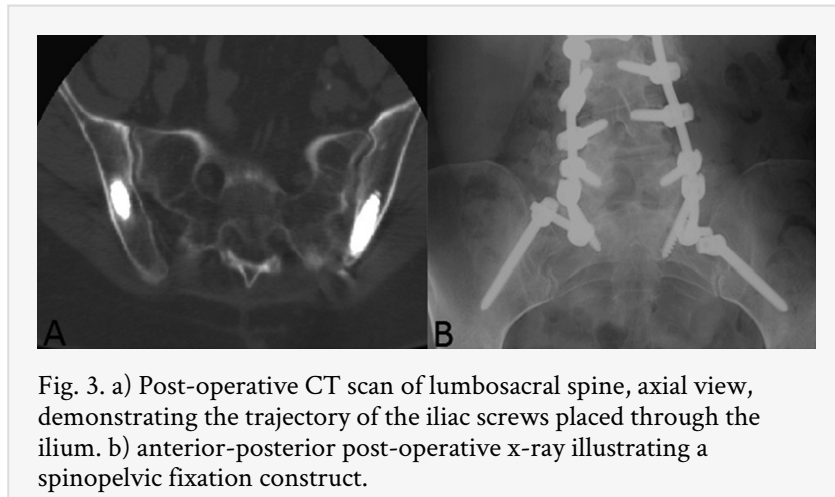 A
B
Fig. 3. a) Post-operative CT scan of lumbosacral spine, axial view,
demonstrating the trajectory of the iliac screws placed through the
ilium. b) anterior-posterior post-operative x-ray illustrating a
spinopelvic fixation construct.